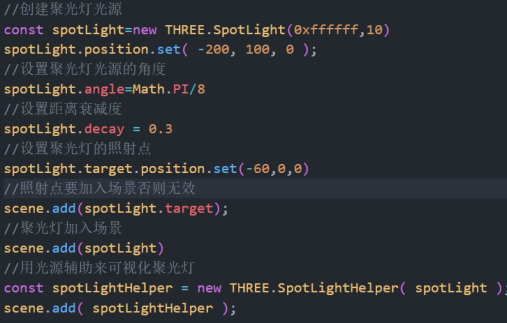 //创建聚光灯光源
const spotLight=new THREE.SpotLight(0xffffff,10)
spotLight.position.set( -200, 100, 0 );
//设置聚光灯光源的角度
spotLight.angle=Math.PI/8
//设置距离衰减度
spotLight.decay = 0.3
//设置聚光灯的照射点
spotLight.target.position.set(-60,0,0)
//照射点要加入场景否则无效
scene.add(spotLight.target);
//聚光灯加入场景
scene.add(spotLight)
//用光源辅助来可视化聚光灯
const spotLightHelper = new THREE.SpotLightHelper( spotLight );
scene.add( spotLightHelper );